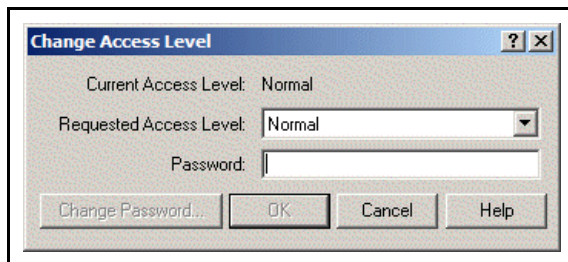 Change Access Level
Current Access Level: Normal
Requested Access Level: Normal
Password:
Change Password... OK Cancel Help